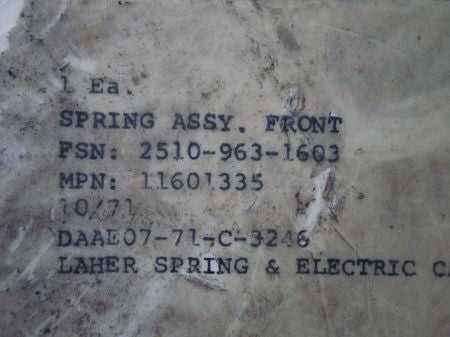 1 Ea.
SPRING ASSY. FRONT
FSN: 2510-963-1603
MPN: 11601335
10/71
DAAE07-71-C-3246
LAHER SPRING & ELECTRIC CA